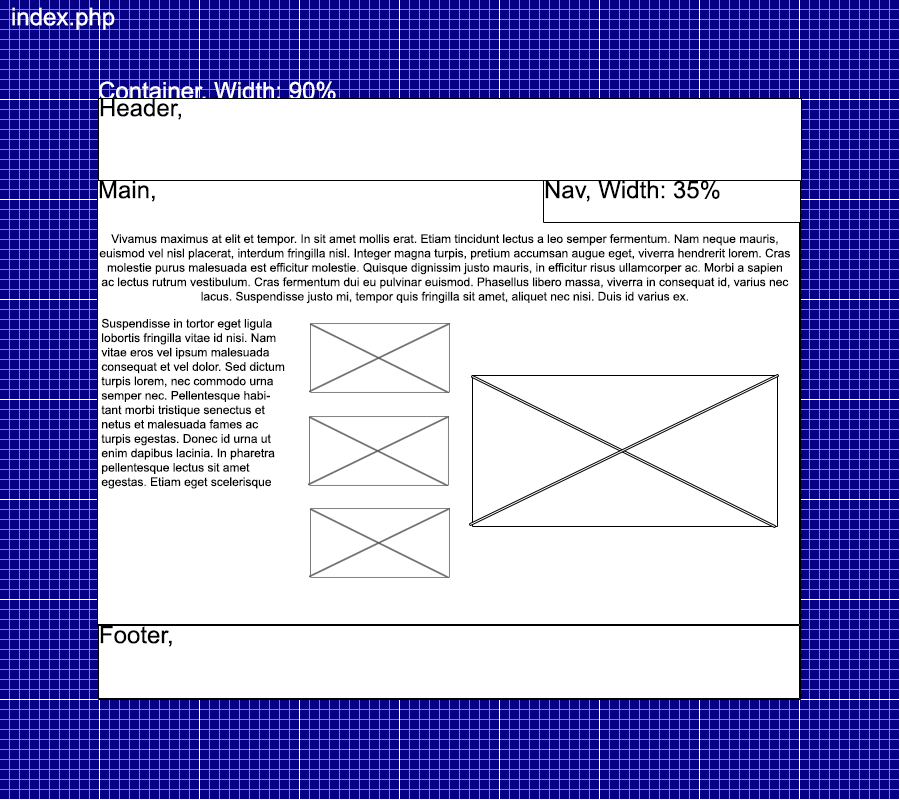 index.php
Container, Width: 90%
Header,
Main,
Nav, Width: 35%
Vivamus maximus at elit et tempor. In sit amet mollis erat. Etiam tincidunt lectus a leo semper fermentum. Nam neque mauris,
euismod vel nisl placerat, interdum fringilla nisl. Integer magna turpis, pretium accumsan augue eget, viverra hendrerit lorem. Cras
molestie purus malesuada est efficitur molestie. Quisque dignissim justo mauris, in efficitur risus ullamcorper ac. Morbi a sapien
ac lectus rutrum vestibulum. Cras fermentum dui eu pulvinar euismod. Phasellus libero massa, viverra in consequat id, varius nec
lacus. Suspendisse justo mi, tempor quis fringilla sit amet, aliquet nec nisi. Duis id varius ex.
Suspendisse in tortor eget ligula
lobortis fringilla vitae id nisi. Nam
vitae eros vel ipsum malesuada
consequat et vel dolor. Sed dictum
turpis lorem, nec commodo urna
semper nec. Pellentesque habi-
tant morbi tristique senectus et
netus et malesuada fames ac
turpis egestas. Donec id urna ut
enim dapibus lacinia. In pharetra
pellentesque lectus sit amet
egestas. Etiam eget scelerisque
Footer,